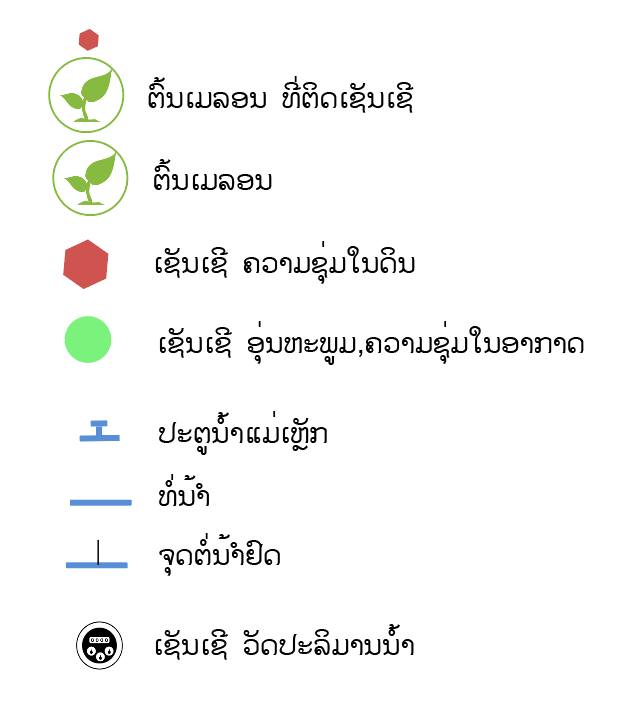 ຕົ້ນເມລອນ ທີ່ຕິດເຊັນເຊີ
ຕົ້ນເມລອນ
ເຊັນເຊີ ຄວາມຊຸ່ມໃນດິນ
ເຊັນເຊີ ອຸ່ນຫະພູມ,ຄວາມຊຸ່ມໃນອາກາດ
ປະຕູນ້ຳແມ່ເຫຼັກ
ທໍ່ນ້ຳ
ຈຸດຕໍ່ນ້ຳຢົດ
ເຊັນເຊີ ວັດປະລິມານນ້ຳ